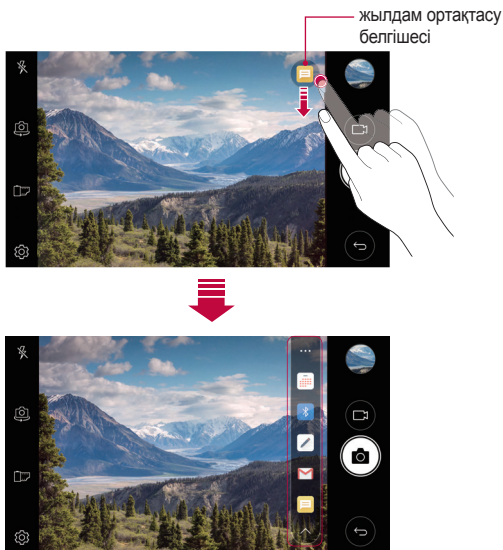 жылдам ортақтасу
белгішесі